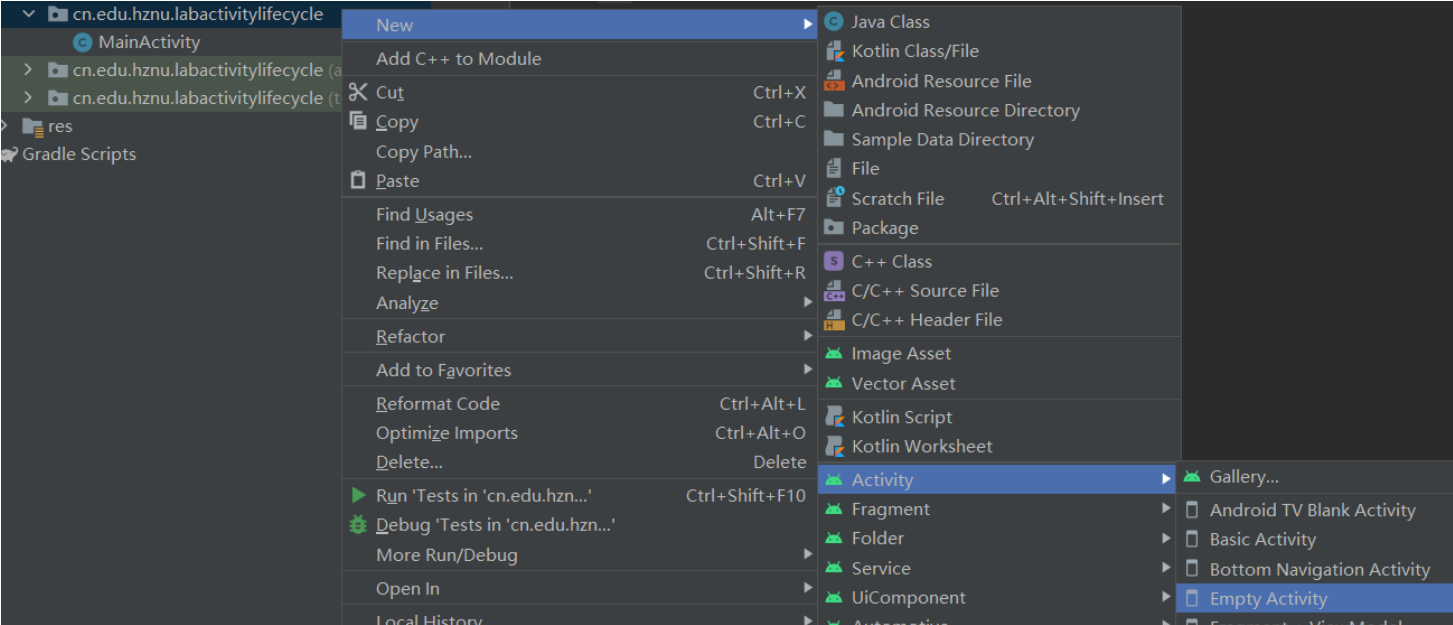 cn.edu.hznu.labactivitylifecycle
MainActivity
cn.edu.hznu.labactivitylifecycle (a
cn.edu.hznu.labactivitylifecycle (t
res
Gradle Scripts
New
Add C++ to Module
Cut Ctrl+X
Copy Ctrl+C
Copy Path...
Paste Ctrl+V
Find Usages Alt+F7
Find in Files... Ctrl+Shift+F
Replace in Files... Ctrl+Shift+R
Analyze
Refactor
Add to Favorites
Reformat Code Ctrl+Alt+L
Optimize Imports Ctrl+Alt+O
Delete... Delete
Run 'Tests in 'cn.edu.hzn...' Ctrl+Shift+F10
Debug 'Tests in 'cn.edu.hzn...'
More Run/Debug
Open In
Local History
Java Class
Kotlin Class/File
Android Resource File
Android Resource Directory
Sample Data Directory
File
Scratch File Ctrl+Alt+Shift+Insert
Package
C++ Class
C/C++ Source File
C/C++ Header File
Image Asset
Vector Asset
Kotlin Script
Kotlin Worksheet
Activity
Fragment
Folder
Service
UiComponent
Automotive
Gallery...
Android TV Blank Activity
Basic Activity
Bottom Navigation Activity
Empty Activity